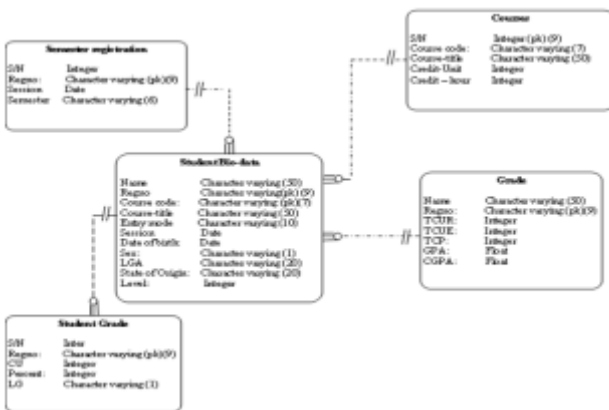 Semester registration
S/N Integer
Regno: Character varying (pk)(9)
Session Date
Semester Character varying (6)
Courses
S/N Integer (pk) (9)
Course code: Character varying (7)
Course-title Character varying (50)
Credit-Unit Integer
Credit – hour Integer
Student Bio-data
Name Character varying (50)
Regno Character varying(pk) (9)
Course code: Character varying (pk)(7)
Course-title Character varying (50)
Entry mode Character varying (10)
Session Date
Date of birth: Date
Sex: Character varying (1)
LGA Character varying (20)
State of Origin: Character varying (20)
Level: Integer
Grade
Name Character varying (50)
Regno: Character varying (pk)(9)
TCUR: Integer
TCUE: Integer
TCP: Integer
GPA: Float
CGPA: Float
Student Grade
S/N Inter
Regno: Character varying (pk)(9)
CU Integer
Percent: Integer
LG Character varying (1)